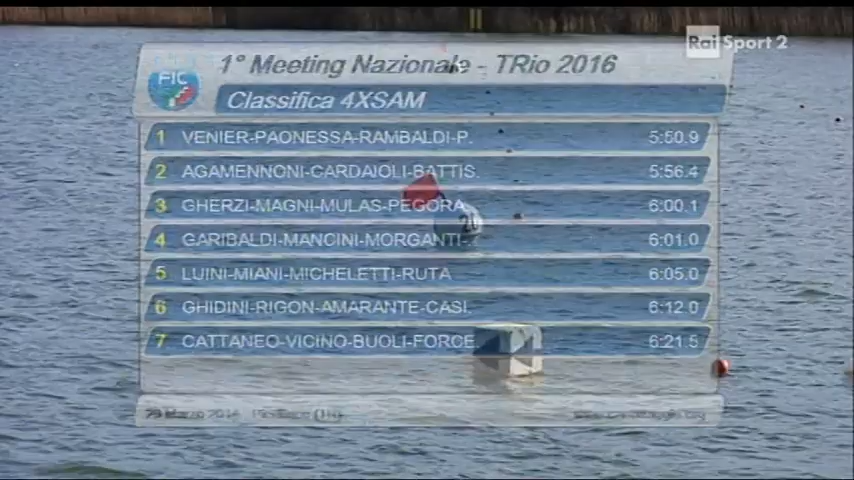 Rai Sport 2
1° Meeting Nazionale - TRio 2016
FIC
Classifica 4XSAM
1 VENIER-PAONESSA-RAMBALDI-P. 5:50.9
2 AGAMENNONI-CARDAIOLI-BATTIS. 5:56.4
3 GHERZI-MAGNI-MULAS-PEGORA. 6:00.1
20
4 GARIBALDI-MANCINI-MORGANTI- 6:01.0
5 LUINI-MIANI-MICHELETTI-RUTA 6:05.0
6 GHIDINI-RIGON-AMARANTE-CASI. 6:12.0
7 CATTANEO-VICINO-BUOLI-FORCE. 6:21.5
Marzo 2016